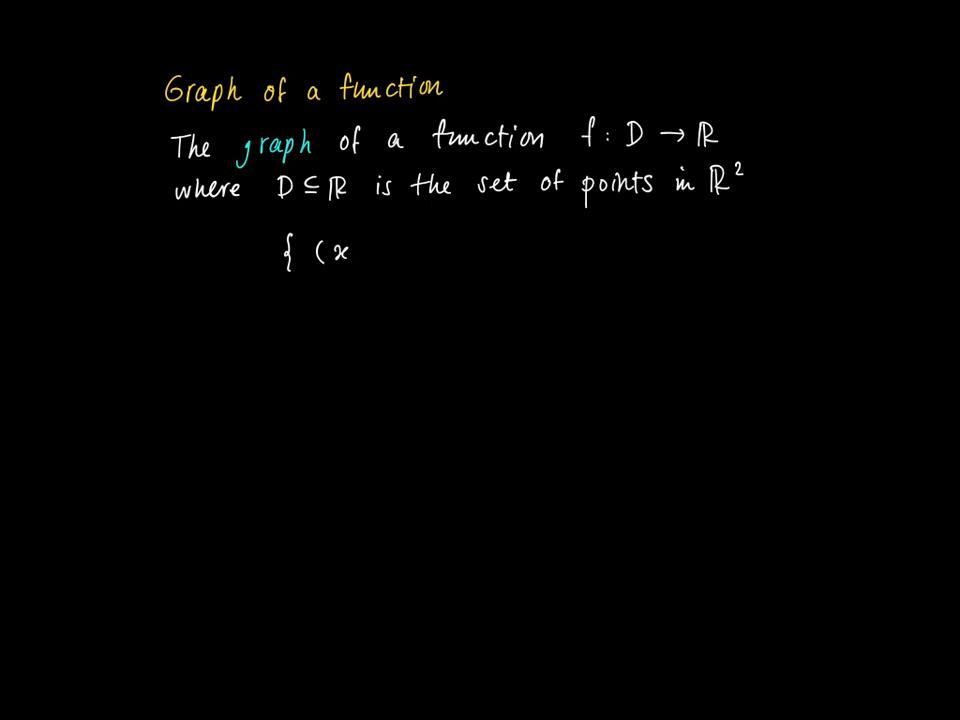 Graph of a function
The graph of a function f : D → ℝ
where D ⊆ ℝ is the set of points in ℝ²
{ (x